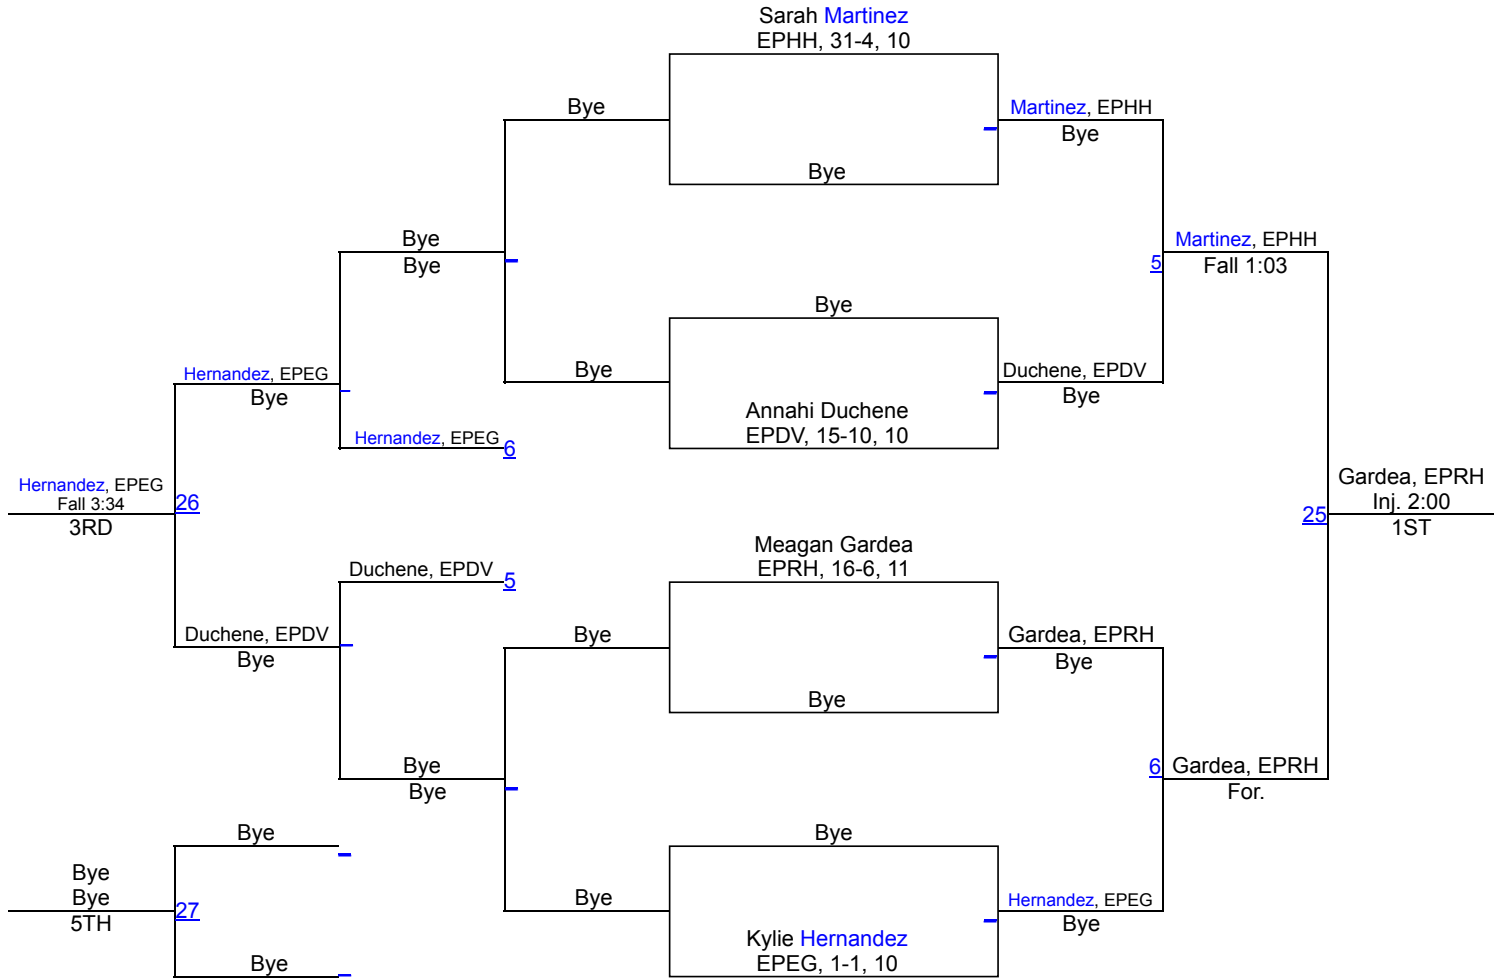 Sarah Martinez
EPHH, 31-4, 10
Bye
Martinez, EPHH
Bye
Bye
Bye
Bye
Martinez, EPHH
5
Fall 1:03
Bye
Bye
Duchene, EPDV
Bye
Hernandez, EPEG
Bye
Annahi Duchene
EPDV, 15-10, 10
Hernandez, EPEG
6
Hernandez, EPEG
Fall 3:34
3RD
26
Gardea, EPRH
Inj. 2:00
1ST
25
Meagan Gardea
EPRH, 16-6, 11
Duchene, EPDV
5
Duchene, EPDV
Bye
Bye
Gardea, EPRH
Bye
Bye
Bye
Bye
6
Gardea, EPRH
For.
Bye
Bye
Bye
Bye
5TH
27
Bye
Hernandez, EPEG
Bye
Kylie Hernandez
EPEG, 1-1, 10
Bye